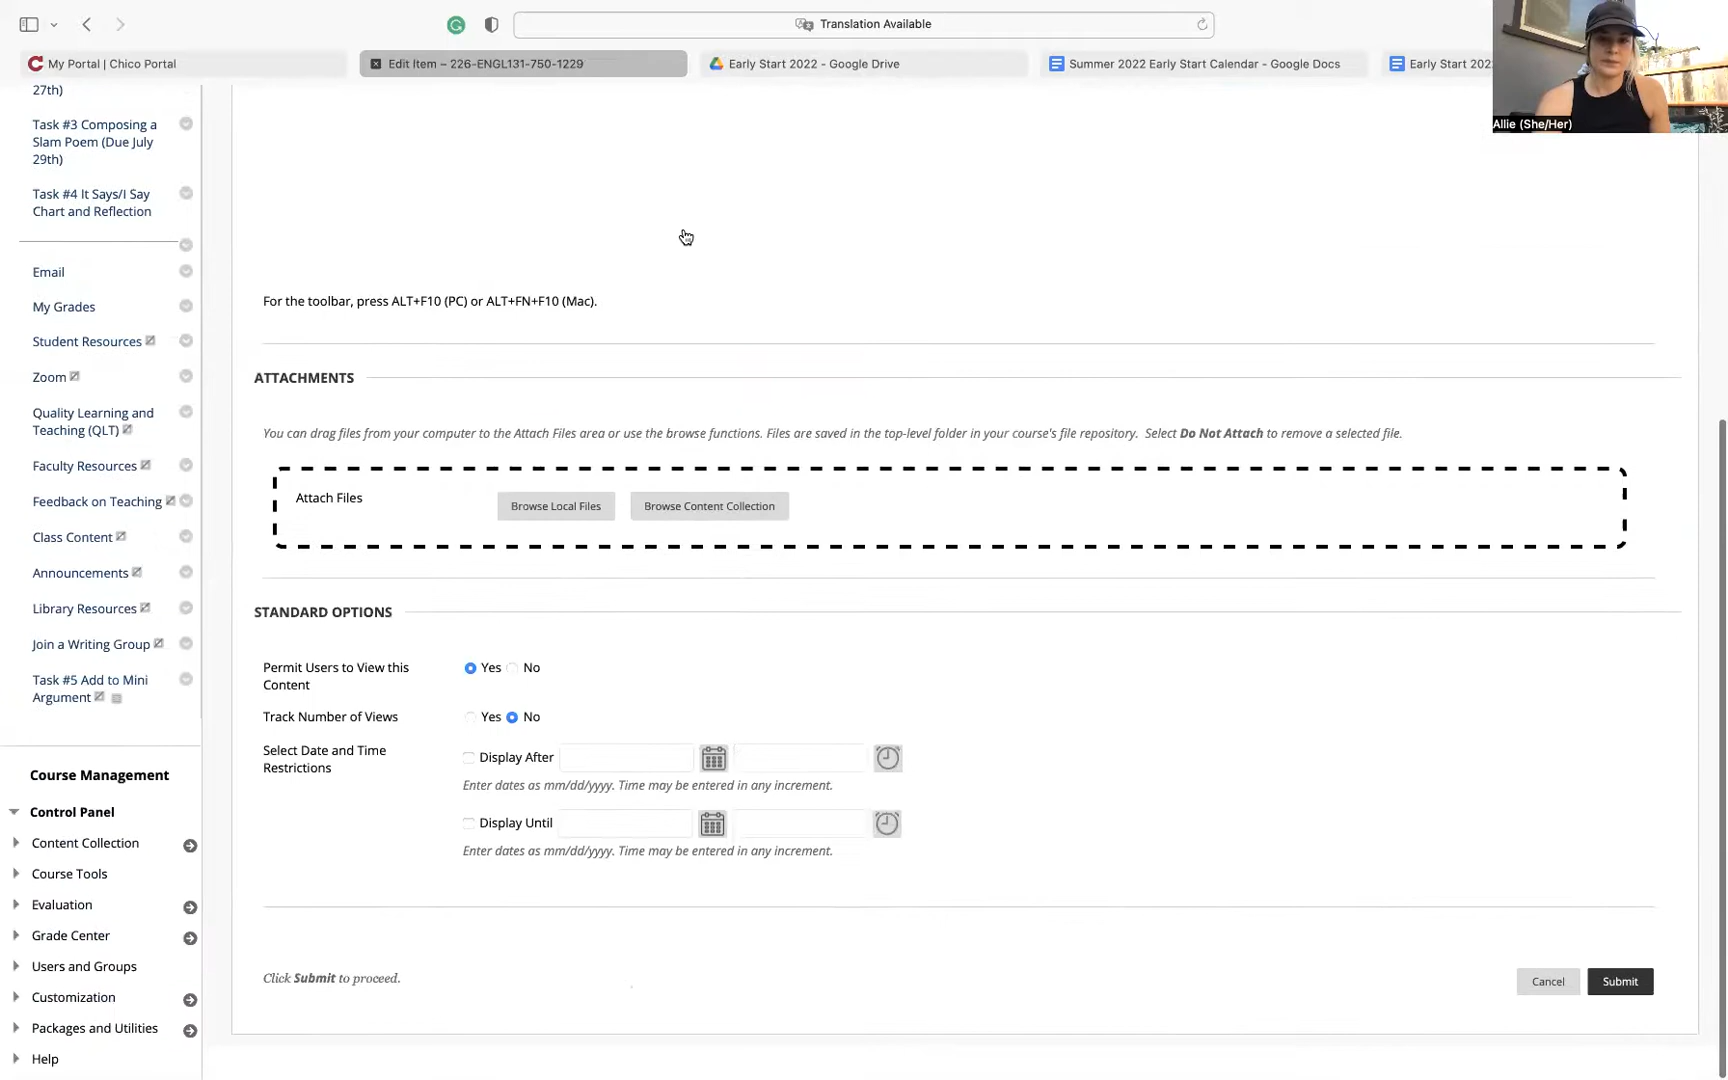 Translation Available
My Portal | Chico Portal
Edit Item – 226-ENGL131-750-1229
Early Start 2022 - Google Drive
Summer 2022 Early Start Calendar - Google Docs
Early Start 202
Allie (She/Her)
27th)
Task #3 Composing a
Slam Poem (Due July
29th)
Task #4 It Says/I Say
Chart and Reflection
Email
My Grades
Student Resources
Zoom
Quality Learning and
Teaching (QLT)
Faculty Resources
Feedback on Teaching
Class Content
Announcements
Library Resources
Join a Writing Group
Task #5 Add to Mini
Argument
Course Management
Control Panel
Content Collection
Course Tools
Evaluation
Grade Center
Users and Groups
Customization
Packages and Utilities
Help
For the toolbar, press ALT+F10 (PC) or ALT+FN+F10 (Mac).
ATTACHMENTS
You can drag files from your computer to the Attach Files area or use the browse functions. Files are saved in the top-level folder in your course's file repository. Select Do Not Attach to remove a selected file.
Attach Files
Browse Local Files
Browse Content Collection
STANDARD OPTIONS
Permit Users to View this
Content
Yes No
Track Number of Views
Yes No
Select Date and Time
Restrictions
Display After
Enter dates as mm/dd/yyyy. Time may be entered in any increment.
Display Until
Enter dates as mm/dd/yyyy. Time may be entered in any increment.
Click Submit to proceed.
Cancel
Submit